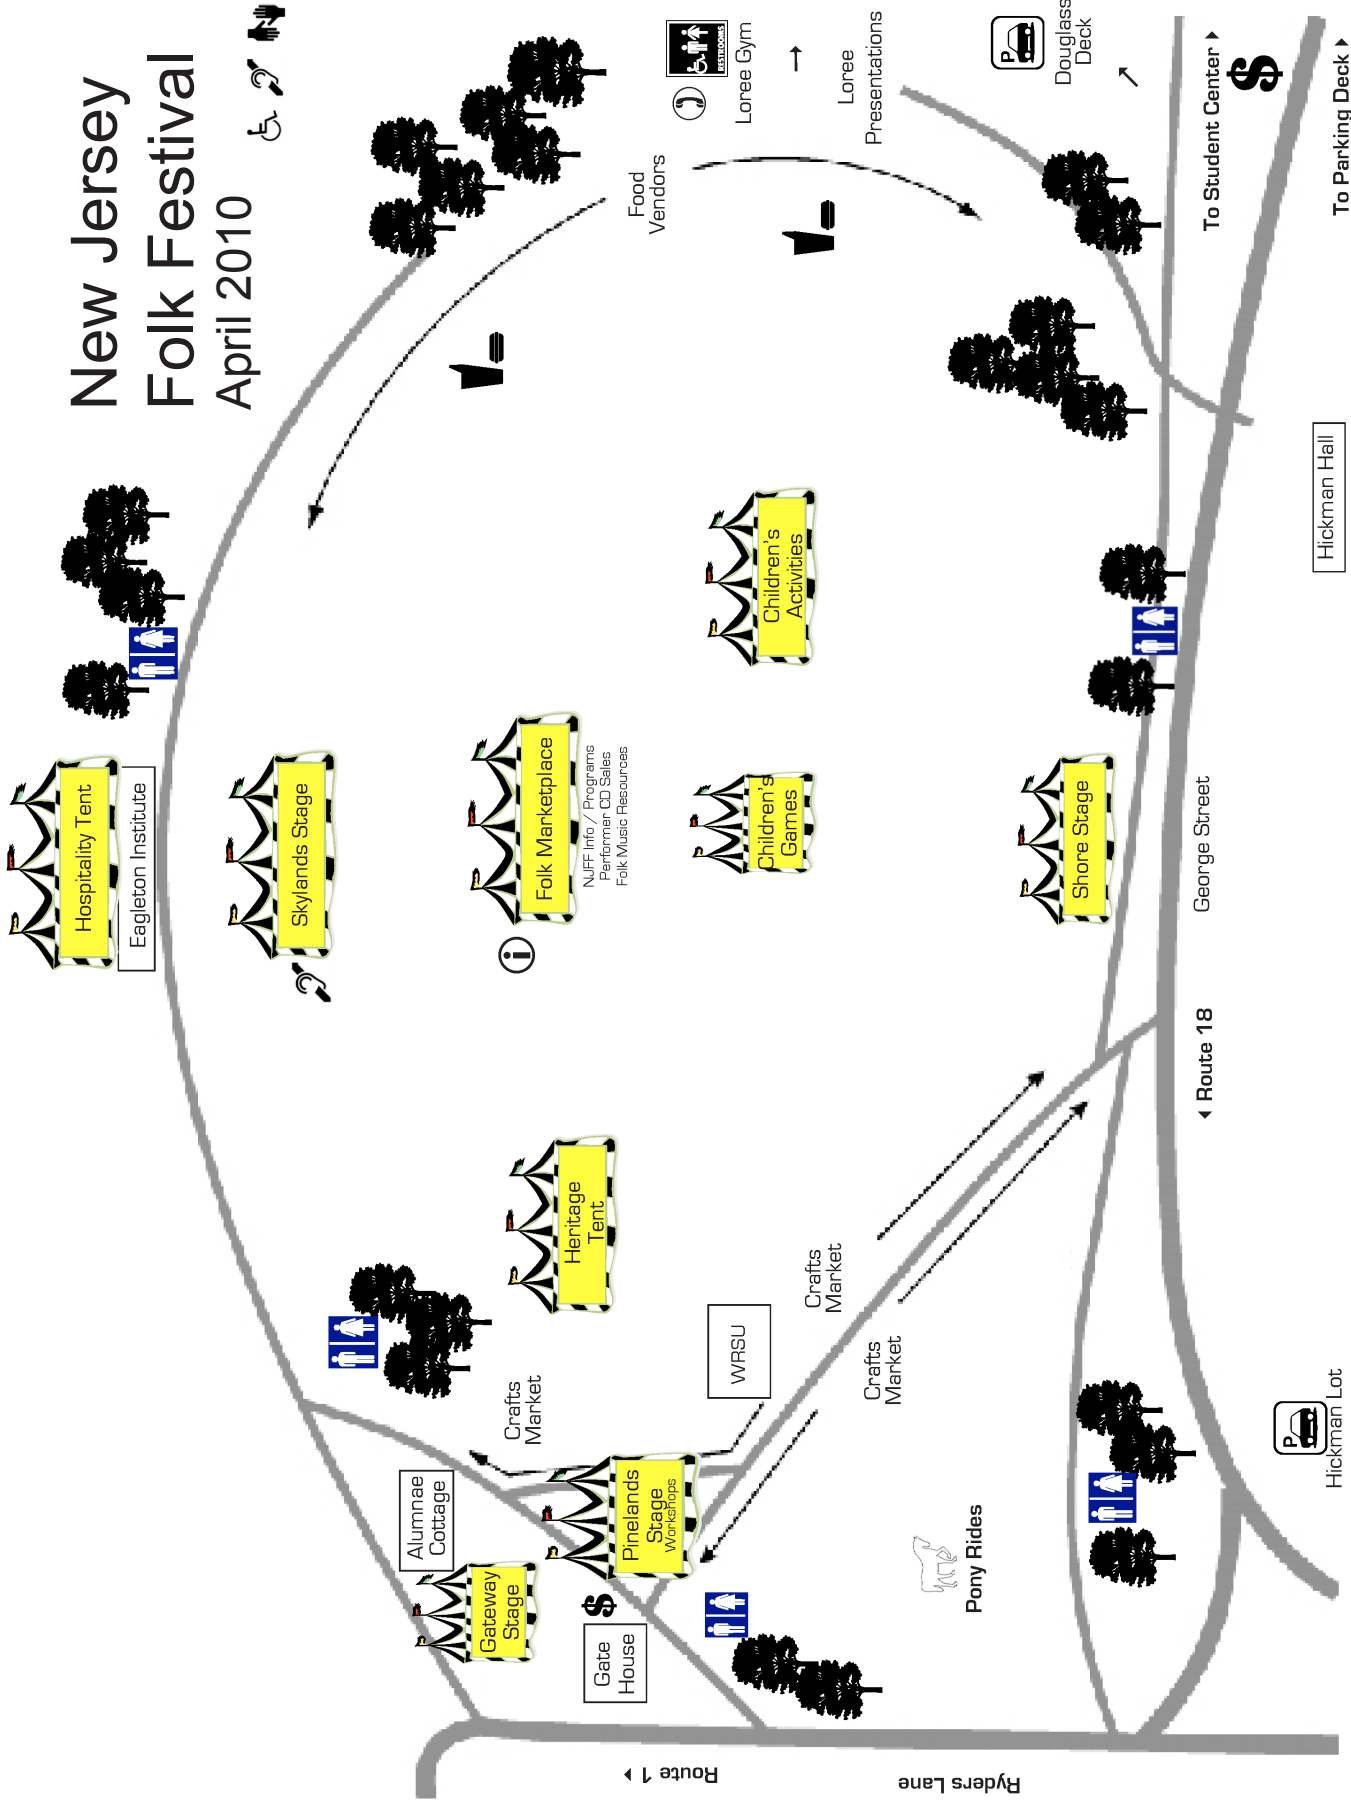 New Jersey
Folk Festival
April 2010
Hospitality Tent
Eagleton Institute
Skylands Stage
Folk Marketplace
NJFF Info / Programs
Performer CD Sales
Folk Music Resources
Food
Vendors
RESTROOMS
Loree Gym
Loree
Presentations
P
Douglass
Deck
To Student Center
$
To Parking Deck
Children's
Activities
Children's
Games
Shore Stage
George Street
Hickman Hall
Route 18
Heritage
Tent
Crafts
Market
WRSU
Crafts
Market
Crafts
Market
Alumnae
Cottage
Gateway
Stage
Pinelands
Stage
Workshops
$
Gate
House
Pony Rides
P
Hickman Lot
Route 1
Ryders Lane
i